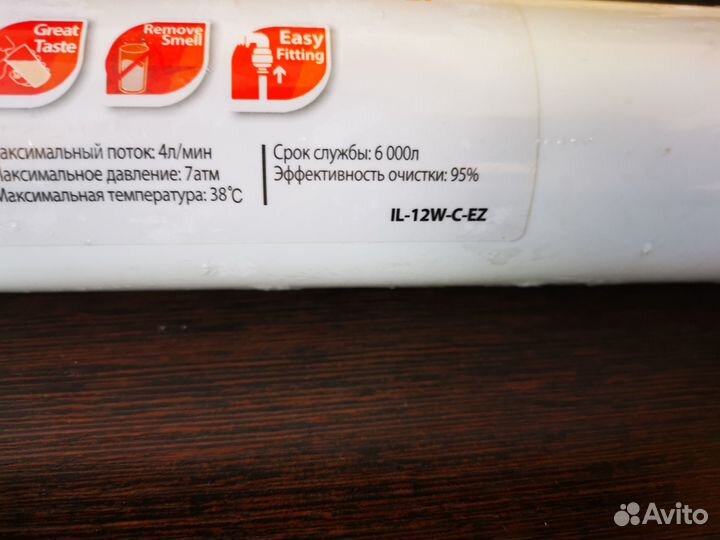 Great
Taste
Remove
Smell
Easy
Fitting
аксимальный поток: 4л/мин
Максимальное давление: 7атм
Максимальная температура: 38℃
Срок службы: 6 000л
Эффективность очистки: 95%
IL-12W-C-EZ
Avito